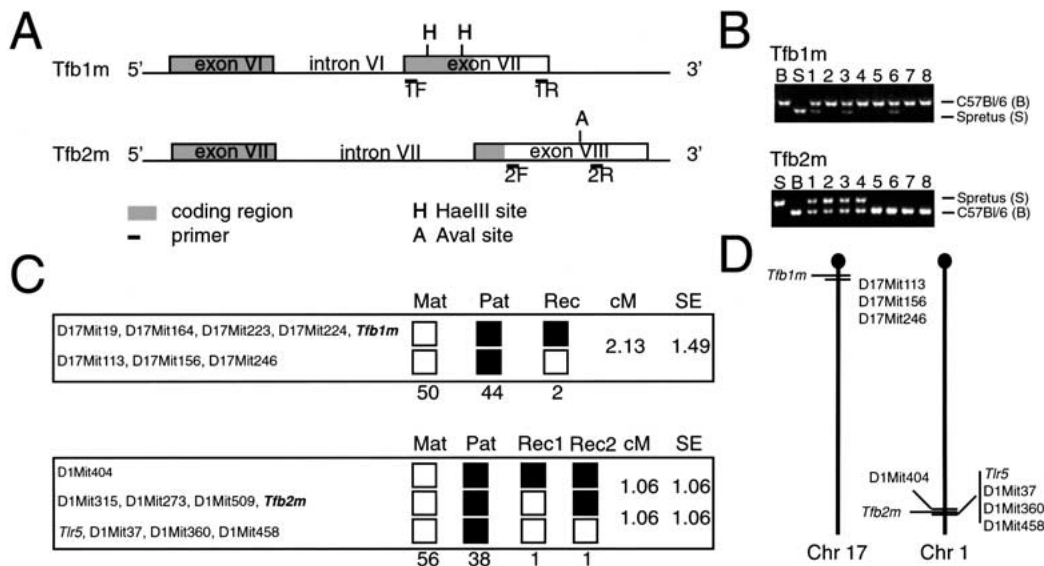 A
H H
Tfb1m 5' exon VI intron VI exon VII 3'
1F 1R
A
Tfb2m 5' exon VII intron VII exon VIII 3'
2F 2R
coding region H HaeIII site
primer A AvaI site
B
Tfb1m
B S 1 2 3 4 5 6 7 8
C57Bl/6 (B)
Spretus (S)
Tfb2m
S B 1 2 3 4 5 6 7 8
Spretus (S)
C57Bl/6 (B)
C
Mat Pat Rec cM SE
D17Mit19, D17Mit164, D17Mit223, D17Mit224, Tfb1m
2.13 1.49
D17Mit113, D17Mit156, D17Mit246
50 44 2
Mat Pat Rec1 Rec2 cM SE
D1Mit404
1.06 1.06
D1Mit315, D1Mit273, D1Mit509, Tfb2m
1.06 1.06
Tlr5, D1Mit37, D1Mit360, D1Mit458
56 38 1 1
D
Tfb1m
D17Mit113
D17Mit156
D17Mit246
D1Mit404
Tfb2m
Tlr5
D1Mit37
D1Mit360
D1Mit458
Chr 17 Chr 1